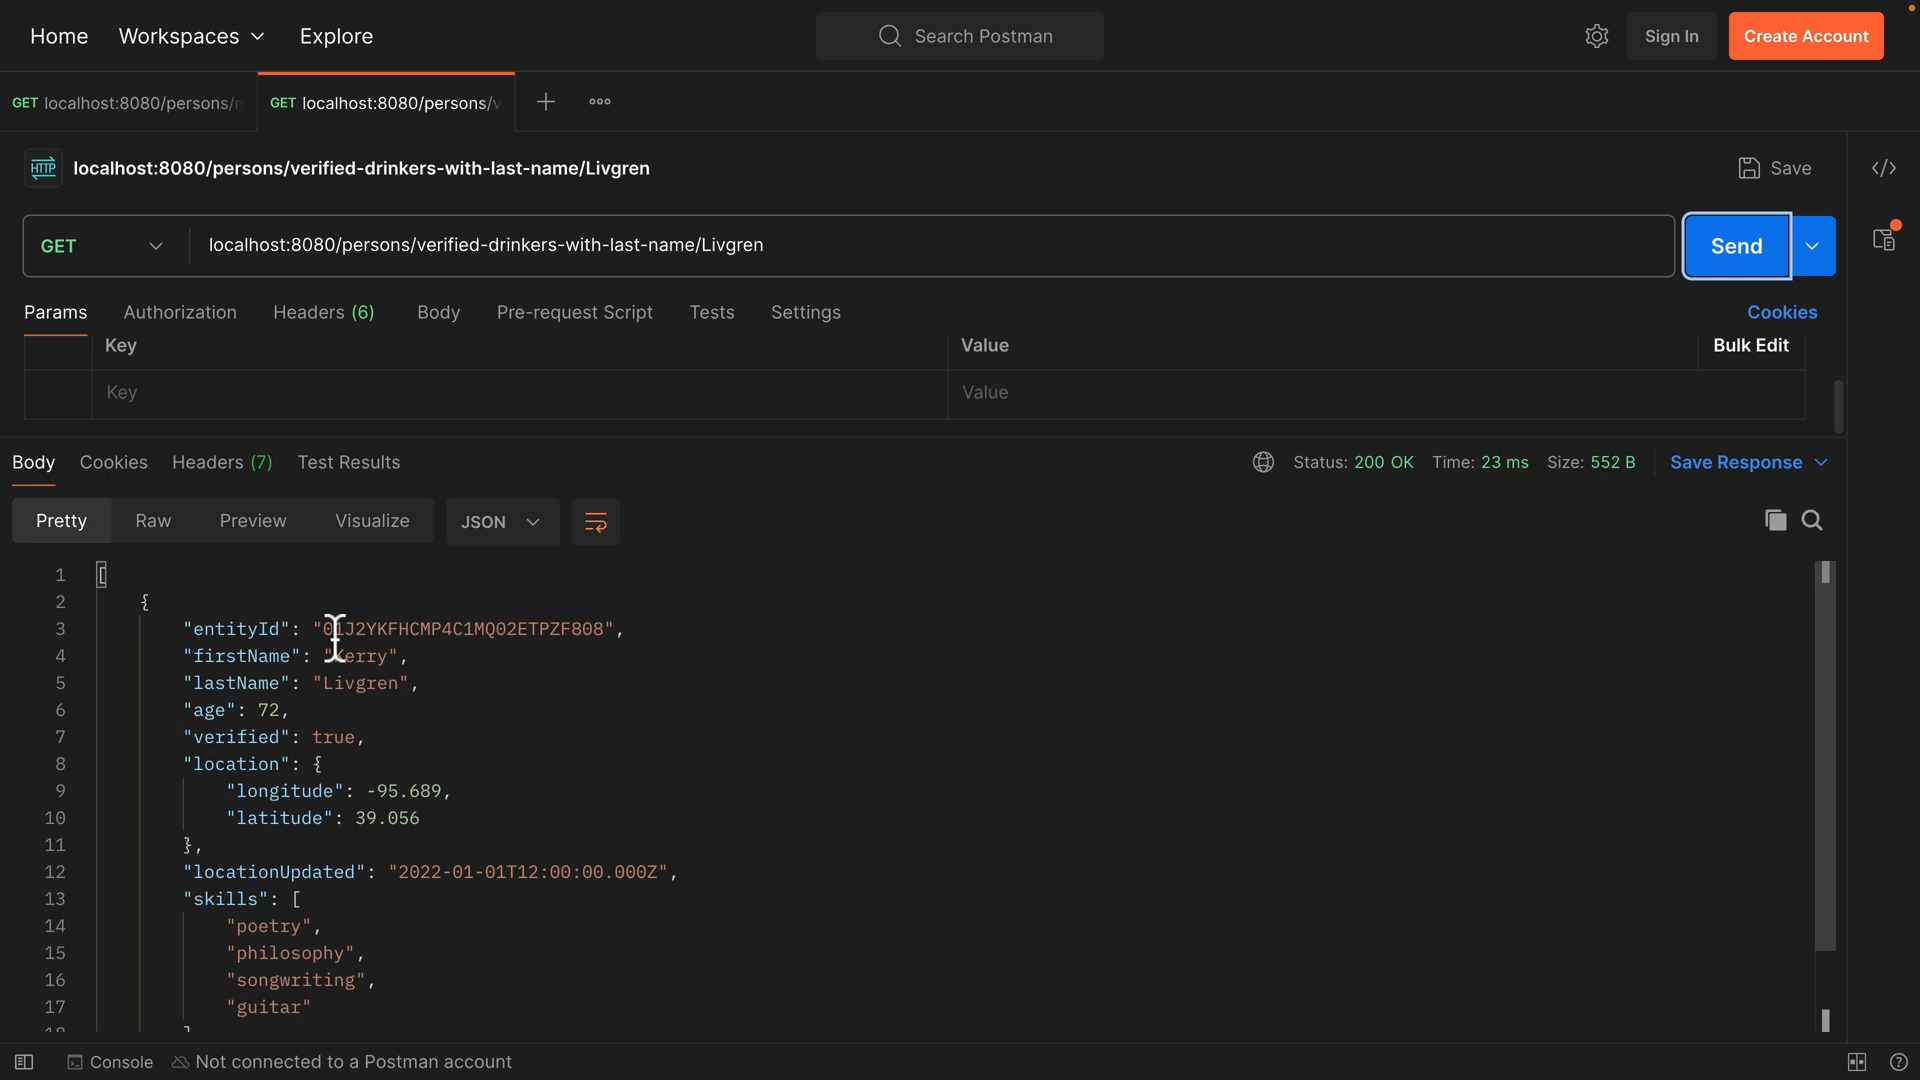 Home Workspaces Explore Search Postman Sign In Create Account
GET localhost:8080/persons/ GET localhost:8080/persons/
HTTP localhost:8080/persons/verified-drinkers-with-last-name/Livgren Save </>
GET localhost:8080/persons/verified-drinkers-with-last-name/Livgren Send
Params Authorization Headers (6) Body Pre-request Script Tests Settings Cookies
Key Value Bulk Edit
Key Value
Body Cookies Headers (7) Test Results Status: 200 OK Time: 23 ms Size: 552 B Save Response
Pretty Raw Preview Visualize JSON
1 [
2 {
3 "entityId": "01J2YKFHCMP4C1MQ02ETPZF808",
4 "firstName": "Kerry",
5 "lastName": "Livgren",
6 "age": 72,
7 "verified": true,
8 "location": {
9 "longitude": -95.689,
10 "latitude": 39.056
11 },
12 "locationUpdated": "2022-01-01T12:00:00.000Z",
13 "skills": [
14 "poetry",
15 "philosophy",
16 "songwriting",
17 "guitar"
Console Not connected to a Postman account